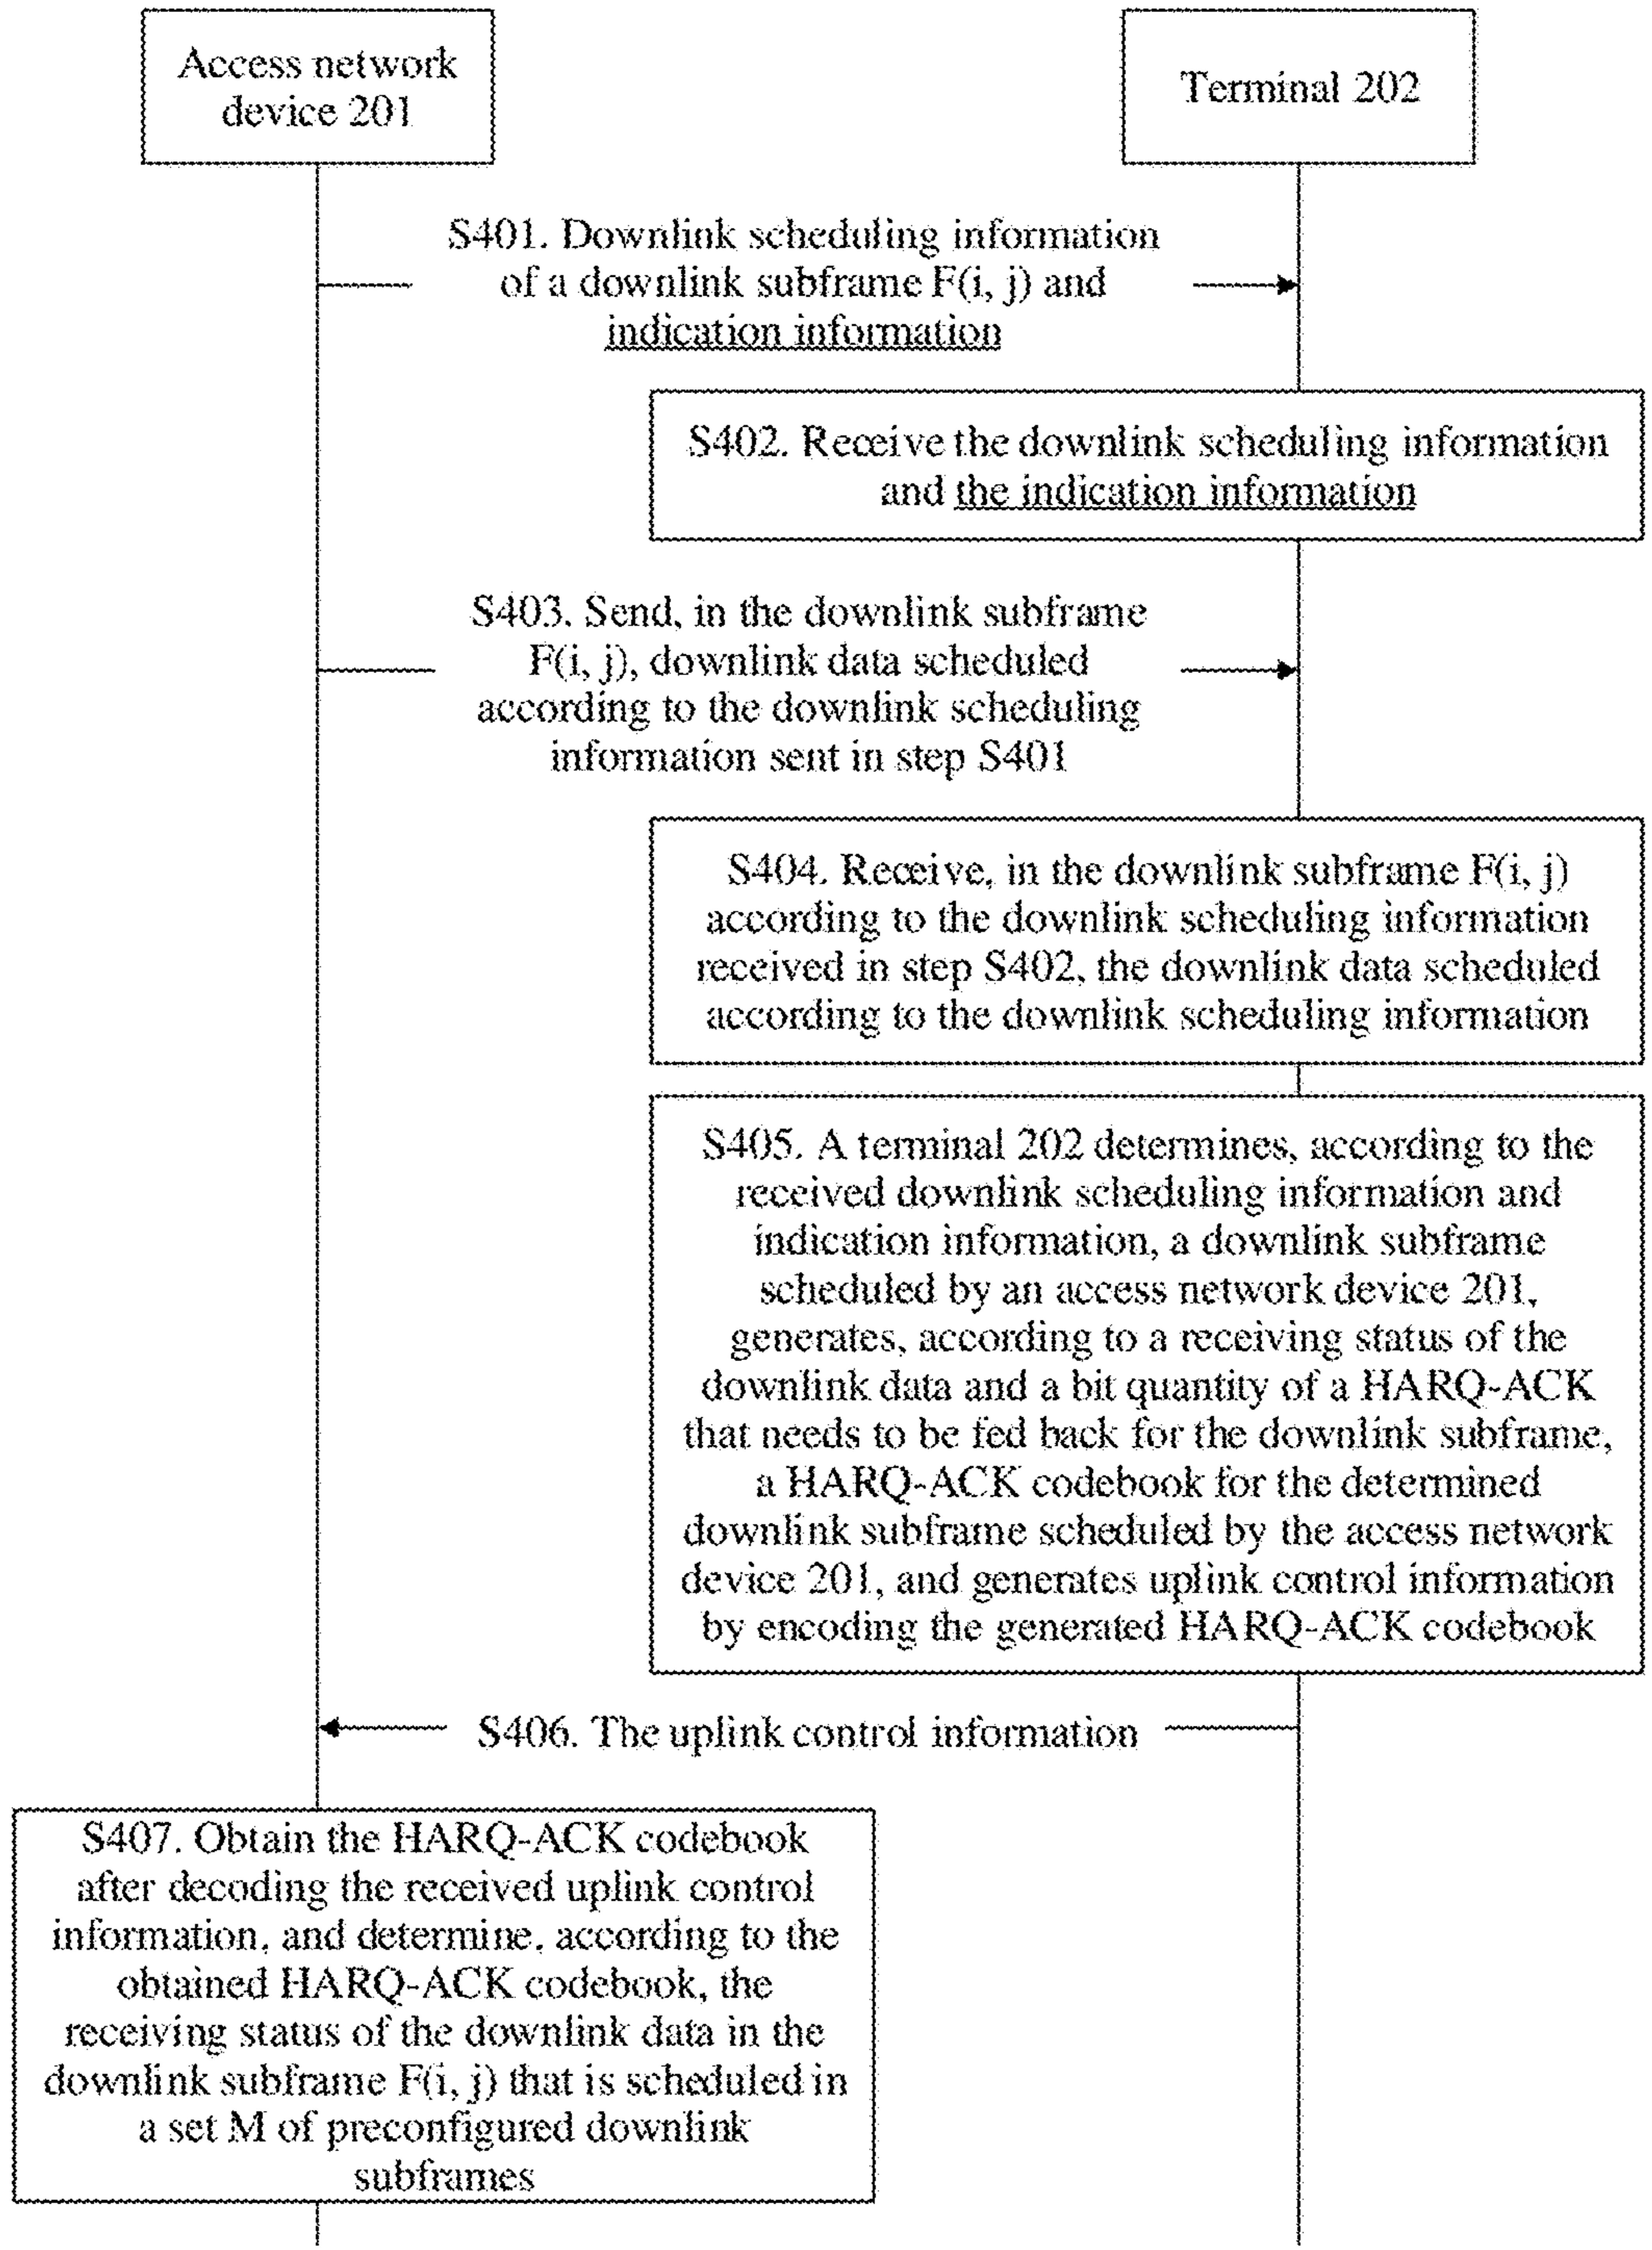 Access network
device 201
Terminal 202
S401. Downlink scheduling information
of a downlink subframe F(i, j) and
indication information
S402. Receive the downlink scheduling information
and the indication information
S403. Send, in the downlink subframe
F(i, j), downlink data scheduled
according to the downlink scheduling
information sent in step S401
S404. Receive, in the downlink subframe F(i, j)
according to the downlink scheduling information
received in step S402, the downlink data scheduled
according to the downlink scheduling information
S405. A terminal 202 determines, according to the
received downlink scheduling information and
indication information, a downlink subframe
scheduled by an access network device 201,
generates, according to a receiving status of the
downlink data and a bit quantity of a HARQ-ACK
that needs to be fed back for the downlink subframe,
a HARQ-ACK codebook for the determined
downlink subframe scheduled by the access network
device 201, and generates uplink control information
by encoding the generated HARQ-ACK codebook
S406. The uplink control information
S407. Obtain the HARQ-ACK codebook
after decoding the received uplink control
information, and determine, according to the
obtained HARQ-ACK codebook, the
receiving status of the downlink data in the
downlink subframe F(i, j) that is scheduled in
a set M of preconfigured downlink
subframes